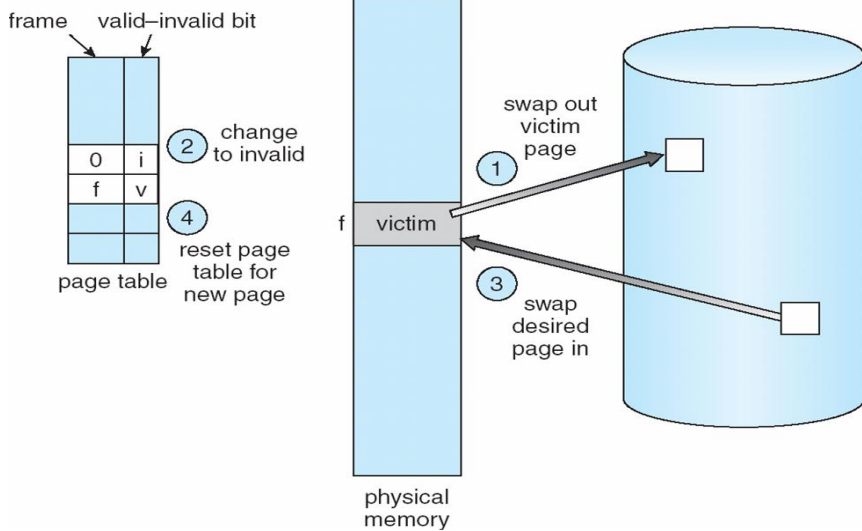 frame
valid–invalid bit
0
i
f
v
2
change
to invalid
4
reset page
table for
new page
page table
f
victim
1
swap out
victim
page
3
swap
desired
page in
physical
memory